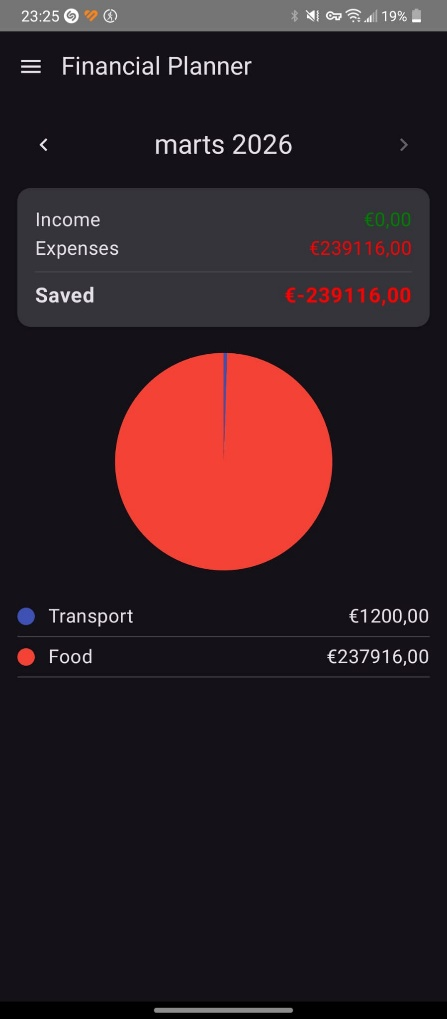 23:25 19%
Financial Planner
marts 2026
Income €0,00
Expenses €239116,00
Saved €-239116,00
Transport €1200,00
Food €237916,00